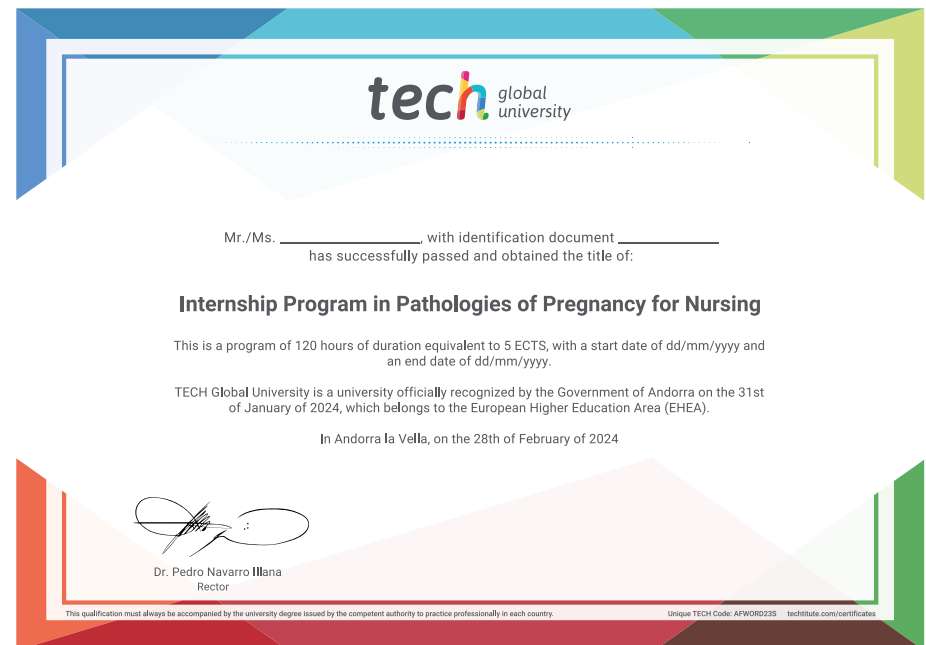 tech global university
Mr./Ms. ____________, with identification document ____________
has successfully passed and obtained the title of:
Internship Program in Pathologies of Pregnancy for Nursing
This is a program of 120 hours of duration equivalent to 5 ECTS, with a start date of dd/mm/yyyy and
an end date of dd/mm/yyyy.
TECH Global University is a university officially recognized by the Government of Andorra on the 31st
of January of 2024, which belongs to the European Higher Education Area (EHEA).
In Andorra la Vella, on the 28th of February of 2024
Dr. Pedro Navarro Illana
Rector
This qualification must always be accompanied by the university degree issued by the competent authority to practice professionally in each country.
Unique TECH Code: AFWORD23S techtitute.com/certificates